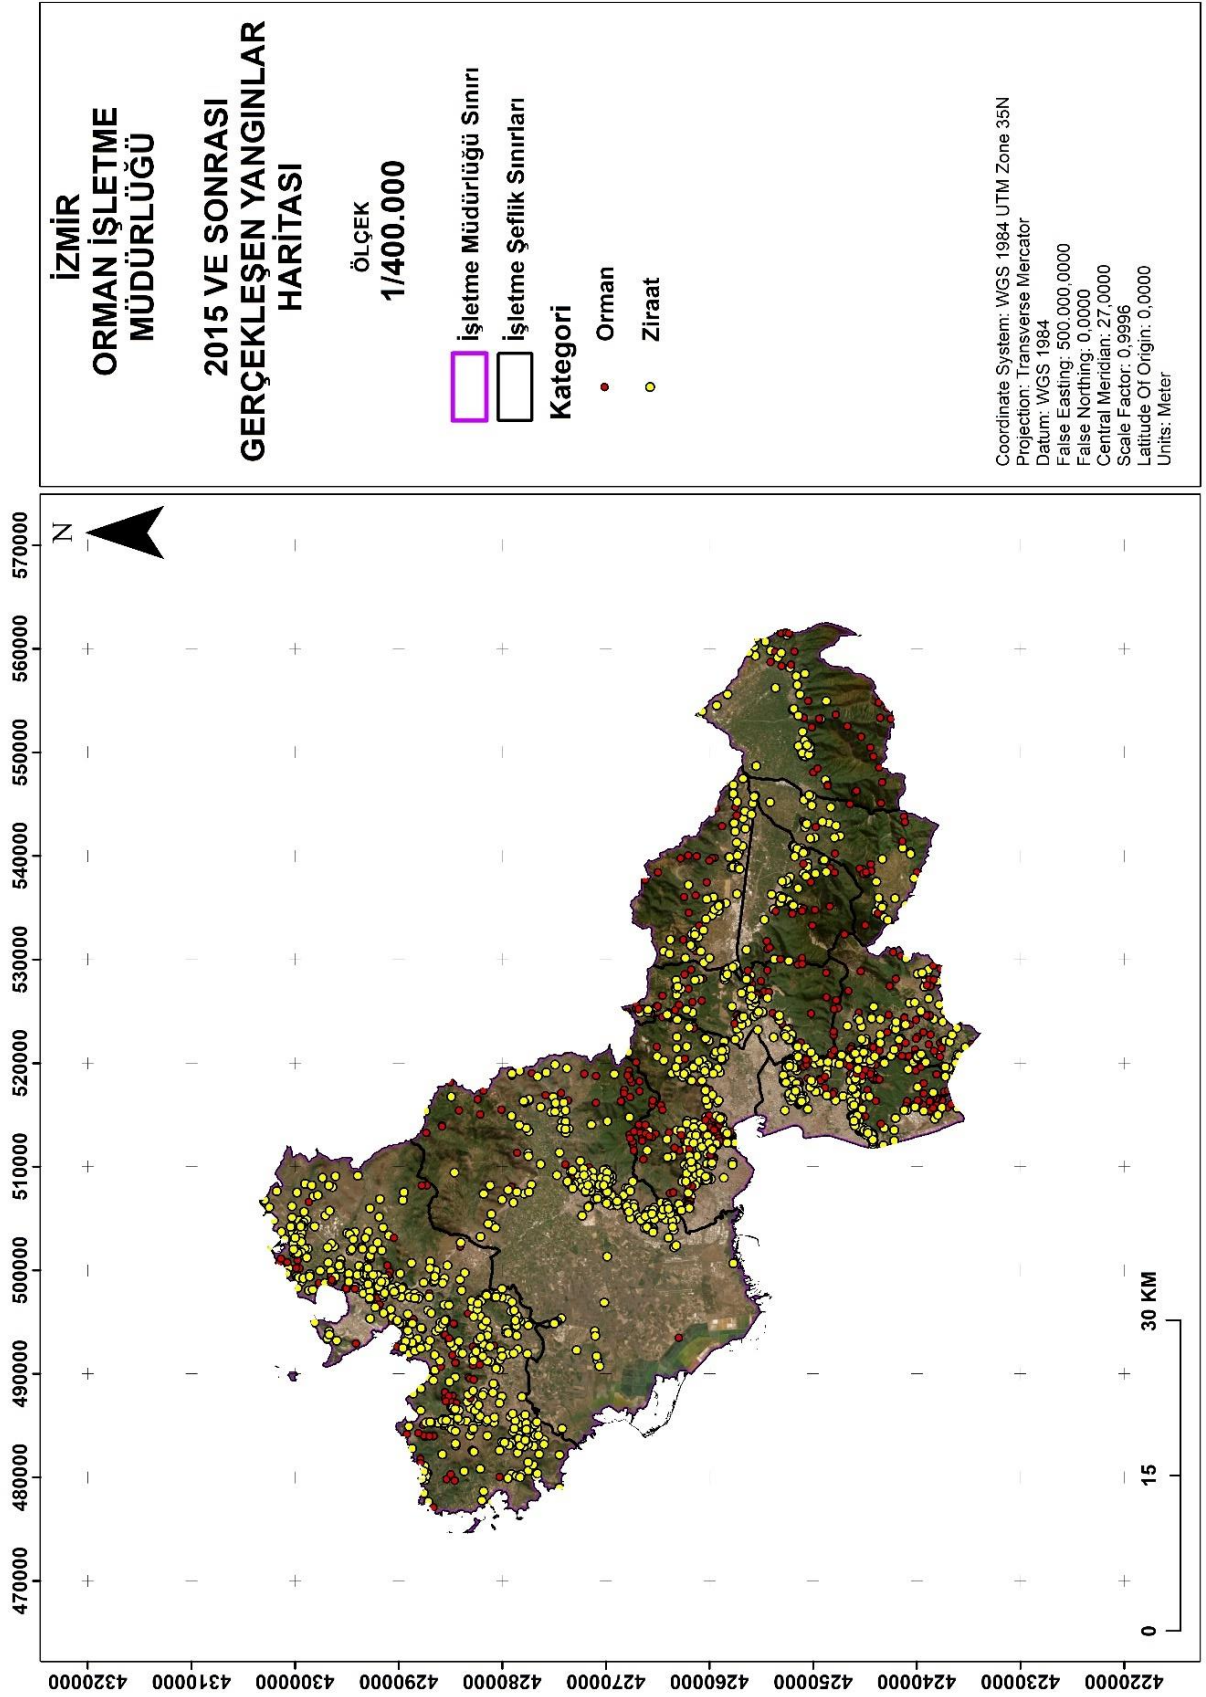 İZMİR
ORMAN İŞLETME
MÜDÜRLÜĞÜ
2015 VE SONRASI
GERÇEKLEŞEN YANGINLAR
HARİTASI
ÖLÇEK
1/400.000
İşletme Müdürlüğü Sınırı
İşletme Şeflik Sınırları
Kategori
Orman
Ziraat
Coordinate System: WGS 1984 UTM Zone 35N
Projection: Transverse Mercator
Datum: WGS 1984
False Easting: 500.000,0000
False Northing: 0,0000
Central Meridian: 27,0000
Scale Factor: 0,9996
Latitude Of Origin: 0,0000
Units: Meter
N
470000 480000 490000 500000 510000 520000 530000 540000 550000 560000 570000
4320000
4310000
4300000
4290000
4280000
4270000
4260000
4250000
4240000
4230000
4220000
0 15 30 KM